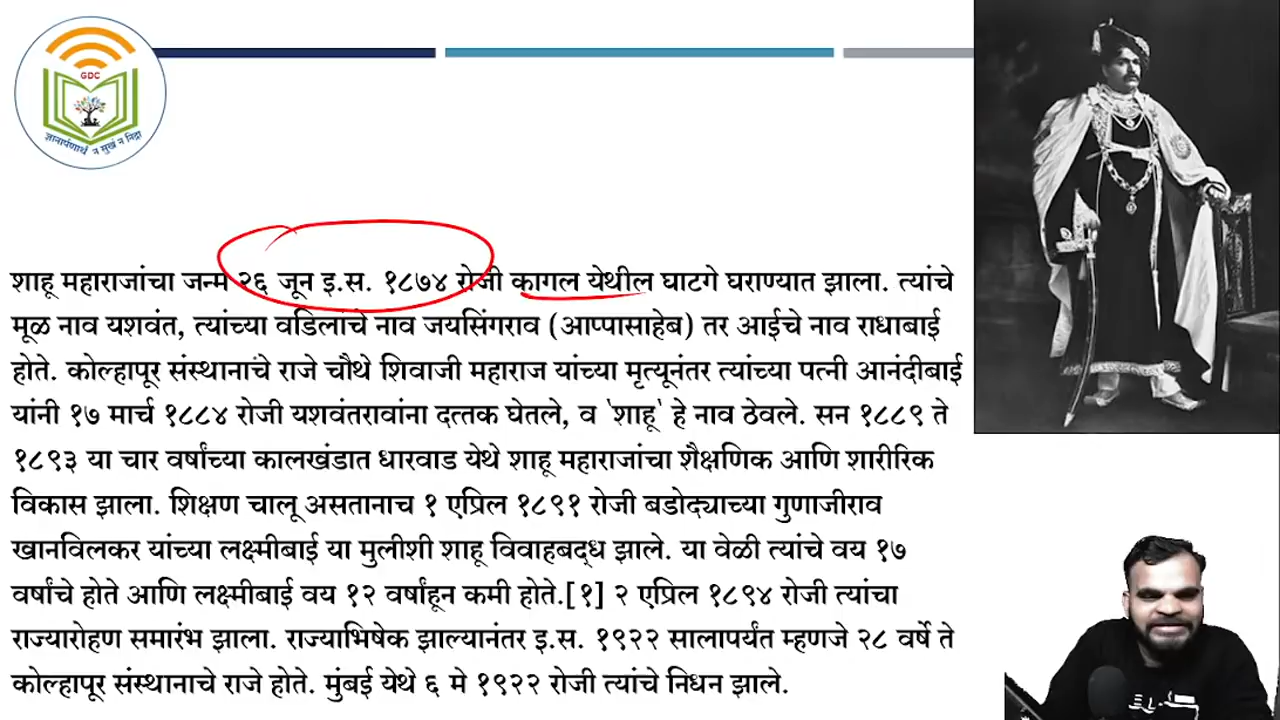 GDC
ज्ञानार्पणार्थं न सुखं न निद्रा
शाहू महाराजांचा जन्म २६ जून इ.स. १८७४ रोजी कागल येथील घाटगे घराण्यात झाला. त्यांचे
मूळ नाव यशवंत, त्यांच्या वडिलांचे नाव जयसिंगराव (आप्पासाहेब) तर आईचे नाव राधाबाई
होते. कोल्हापूर संस्थानाचे राजे चौथे शिवाजी महाराज यांच्या मृत्यूनंतर त्यांच्या पत्नी आनंदीबाई
यांनी १७ मार्च १८८४ रोजी यशवंतरावांना दत्तक घेतले, व 'शाहू' हे नाव ठेवले. सन १८८९ ते
१८९३ या चार वर्षांच्या कालखंडात धारवाड येथे शाहू महाराजांचा शैक्षणिक आणि शारीरिक
विकास झाला. शिक्षण चालू असतानाच १ एप्रिल १८९१ रोजी बडोद्याच्या गुणाजीराव
खानविलकर यांच्या लक्ष्मीबाई या मुलीशी शाहू विवाहबद्ध झाले. या वेळी त्यांचे वय १७
वर्षांचे होते आणि लक्ष्मीबाई वय १२ वर्षाहून कमी होते.[१] २ एप्रिल १८९४ रोजी त्यांचा
राज्यारोहण समारंभ झाला. राज्याभिषेक झाल्यानंतर इ.स. १९२२ सालापर्यंत म्हणजे २८ वर्षे ते
कोल्हापूर संस्थानाचे राजे होते. मुंबई येथे ६ मे १९२२ रोजी त्यांचे निधन झाले.